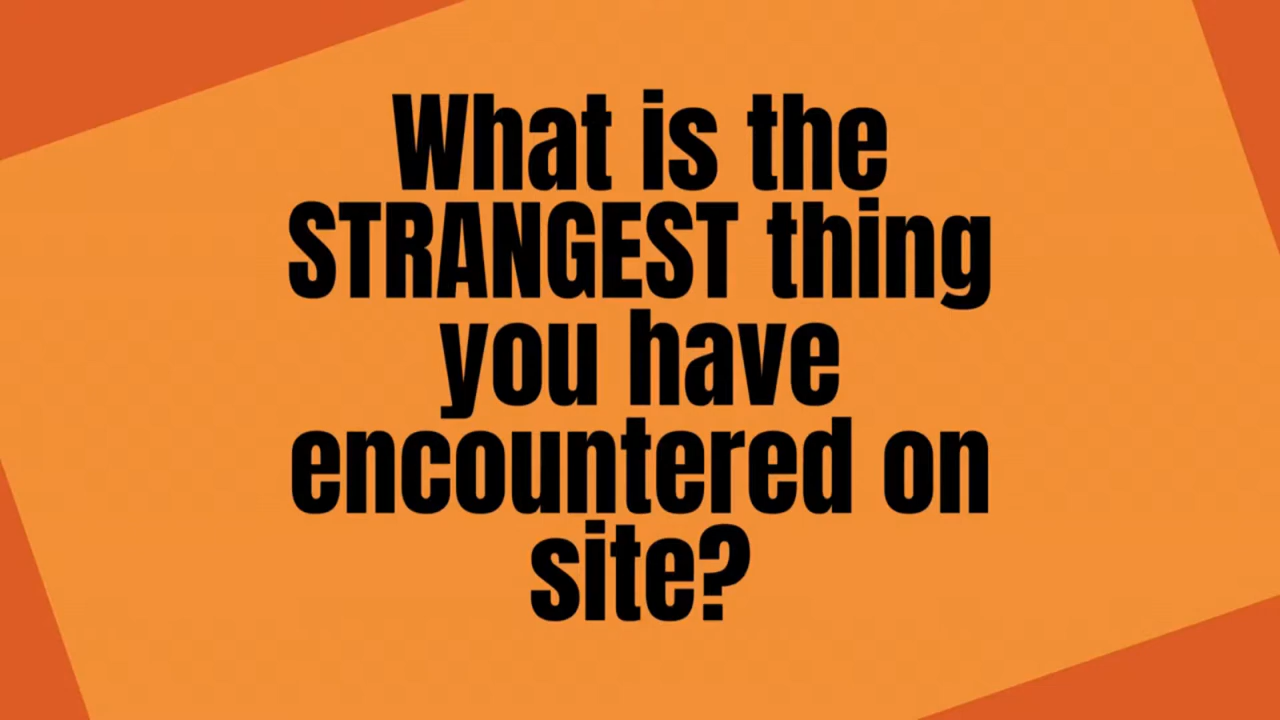 What is the
STRANGEST thing
you have
encountered on
site?